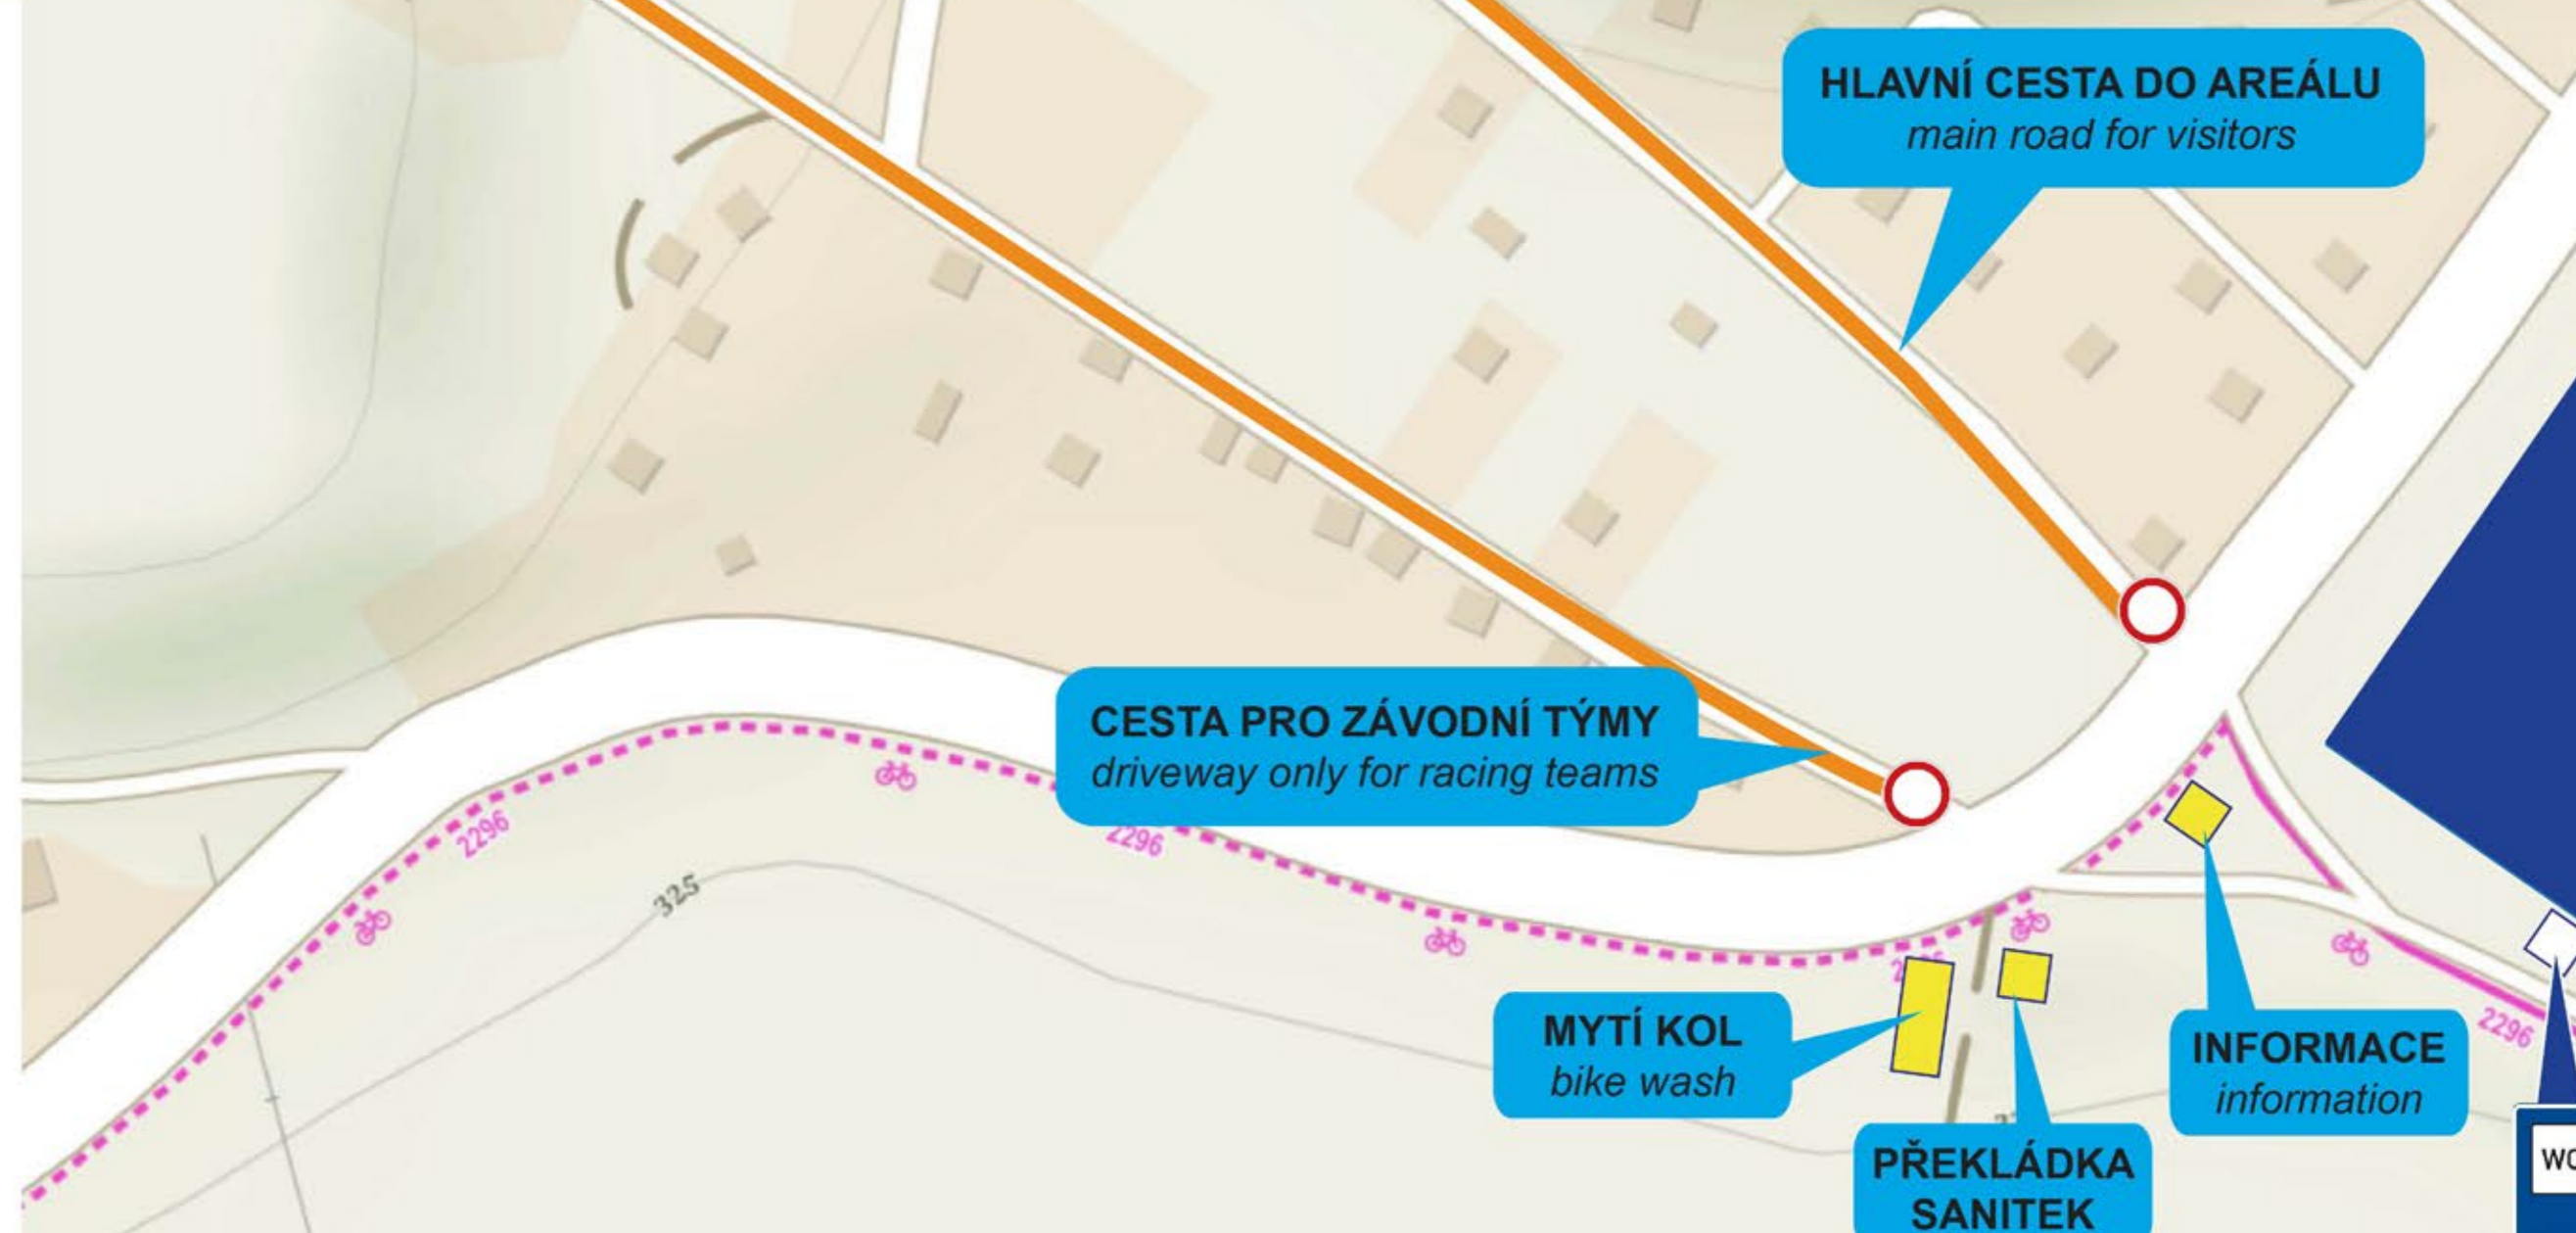 HLAVNÍ CESTA DO AREÁLU
main road for visitors
CESTA PRO ZÁVODNÍ TÝMY
driveway only for racing teams
2296
2296
325
MYTÍ KOL
bike wash
INFORMACE
information
2296
PŘEKLÁDKA
SANITEK